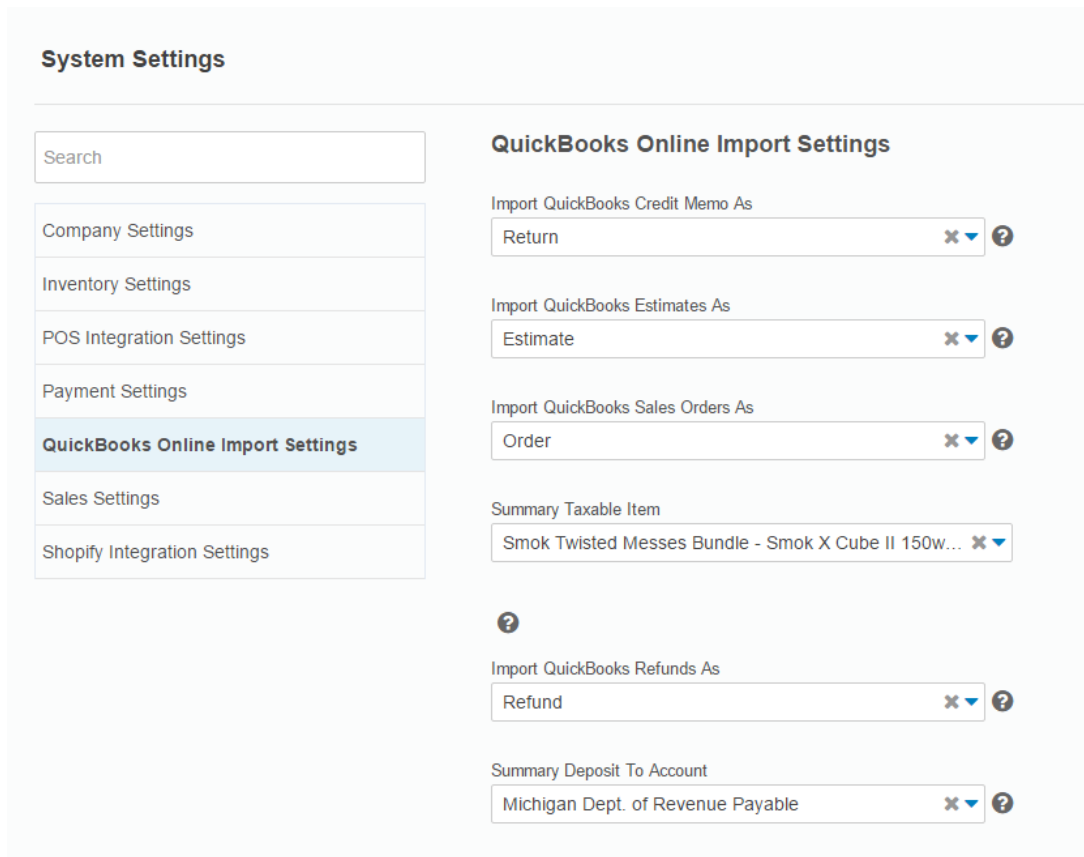 System Settings
Search
Company Settings
Inventory Settings
POS Integration Settings
Payment Settings
QuickBooks Online Import Settings
Sales Settings
Shopify Integration Settings
QuickBooks Online Import Settings
Import QuickBooks Credit Memo As
Return
Import QuickBooks Estimates As
Estimate
Import QuickBooks Sales Orders As
Order
Summary Taxable Item
Smok Twisted Messes Bundle - Smok X Cube II 150w...
Import QuickBooks Refunds As
Refund
Summary Deposit To Account
Michigan Dept. of Revenue Payable